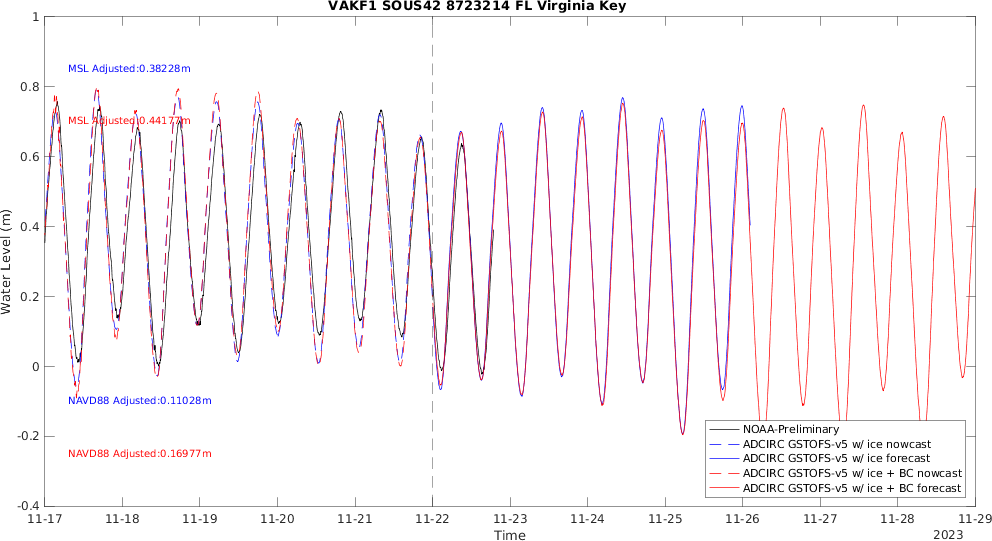 VAKF1 SOUS42 8723214 FL Virginia Key
1
0.8
0.6
0.4
0.2
0
-0.2
-0.4
Water Level (m)
MSL Adjusted:0.38228m
MSL Adjusted:0.44177m
NAVD88 Adjusted:0.11028m
NAVD88 Adjusted:0.16977m
NOAA-Preliminary
ADCIRC GSTOFS-v5 w/ ice nowcast
ADCIRC GSTOFS-v5 w/ ice forecast
ADCIRC GSTOFS-v5 w/ ice + BC nowcast
ADCIRC GSTOFS-v5 w/ ice + BC forecast
11-17 11-18 11-19 11-20 11-21 11-22 11-23 11-24 11-25 11-26 11-27 11-28 11-29
Time
2023